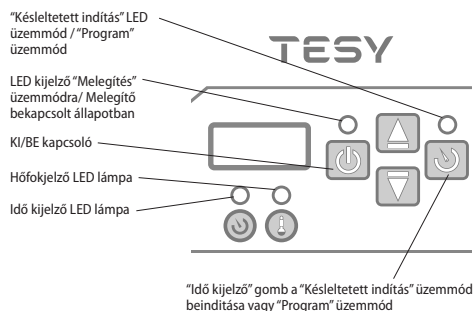 "Késleltetett indítás" LED
üzemmód / "Program"
üzemmód
TESY
LED kijelző "Melegítés"
üzemmódra/ Melegítő
bekapcsolt állapotban
KI/BE kapcsoló
Hőfokjelző LED lámpa
Idő kijelző LED lámpa
"Idő kijelző" gomb a "Késleltetett indítás" üzemmód
beinditása vagy "Program" üzemmód